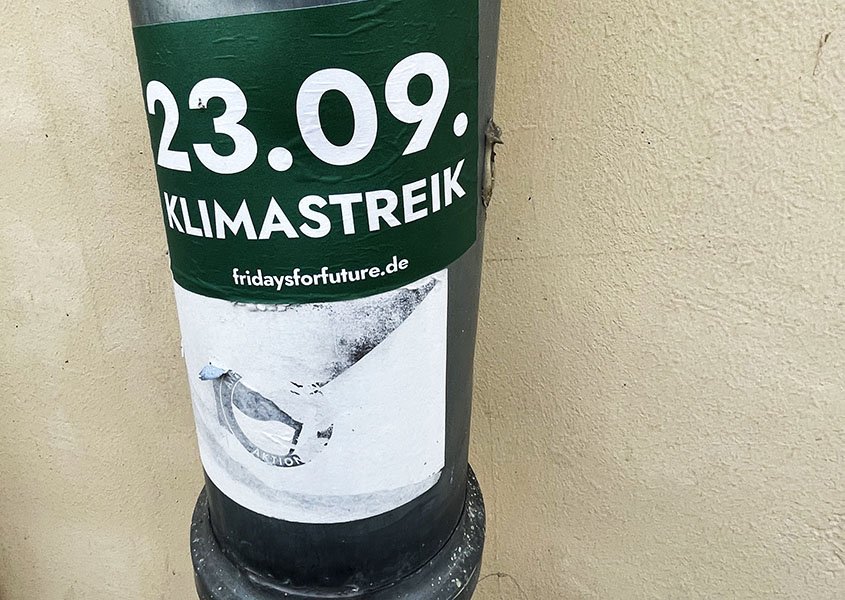 23.09.
KLIMASTREIK
fridaysforfuture.de
AKTION